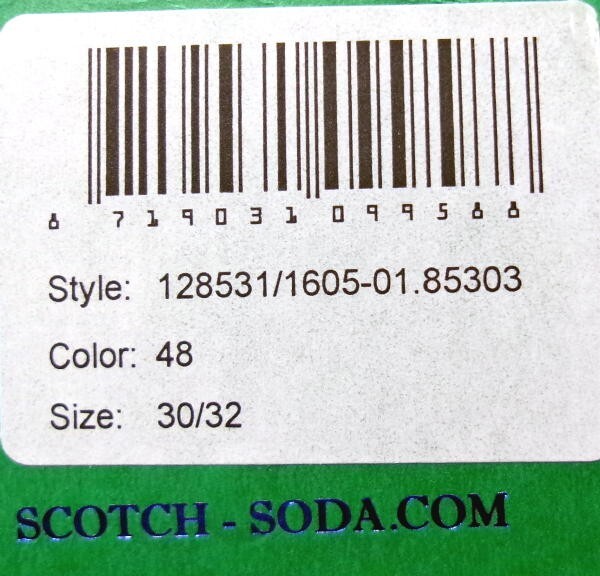 8 719031 099588
Style: 128531/1605-01.85303
Color: 48
Size: 30/32
SCOTCH - SODA.COM